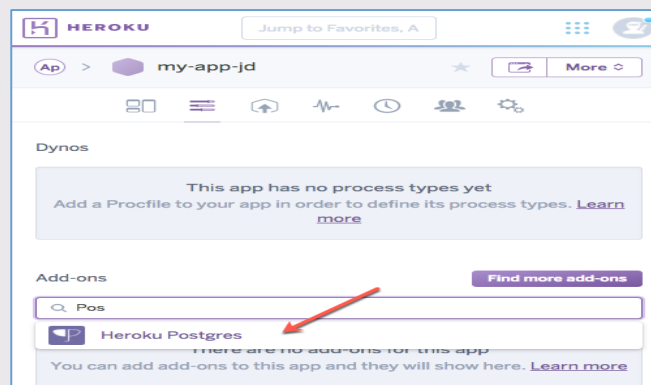 HEROKU
Jump to Favorites, A
Ap > my-app-jd
More
Dynos
This app has no process types yet
Add a Procfile to your app in order to define its process types. Learn
more
Add-ons
Find more add-ons
Pos
Heroku Postgres
There are no add-ons for this app
You can add add-ons to this app and they will show here. Learn more